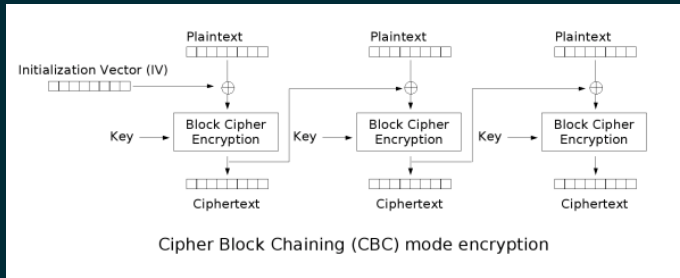 Plaintext Plaintext Plaintext
Initialization Vector (IV)
Key Block Cipher Encryption Key Block Cipher Encryption Key Block Cipher Encryption
Ciphertext Ciphertext Ciphertext
Cipher Block Chaining (CBC) mode encryption